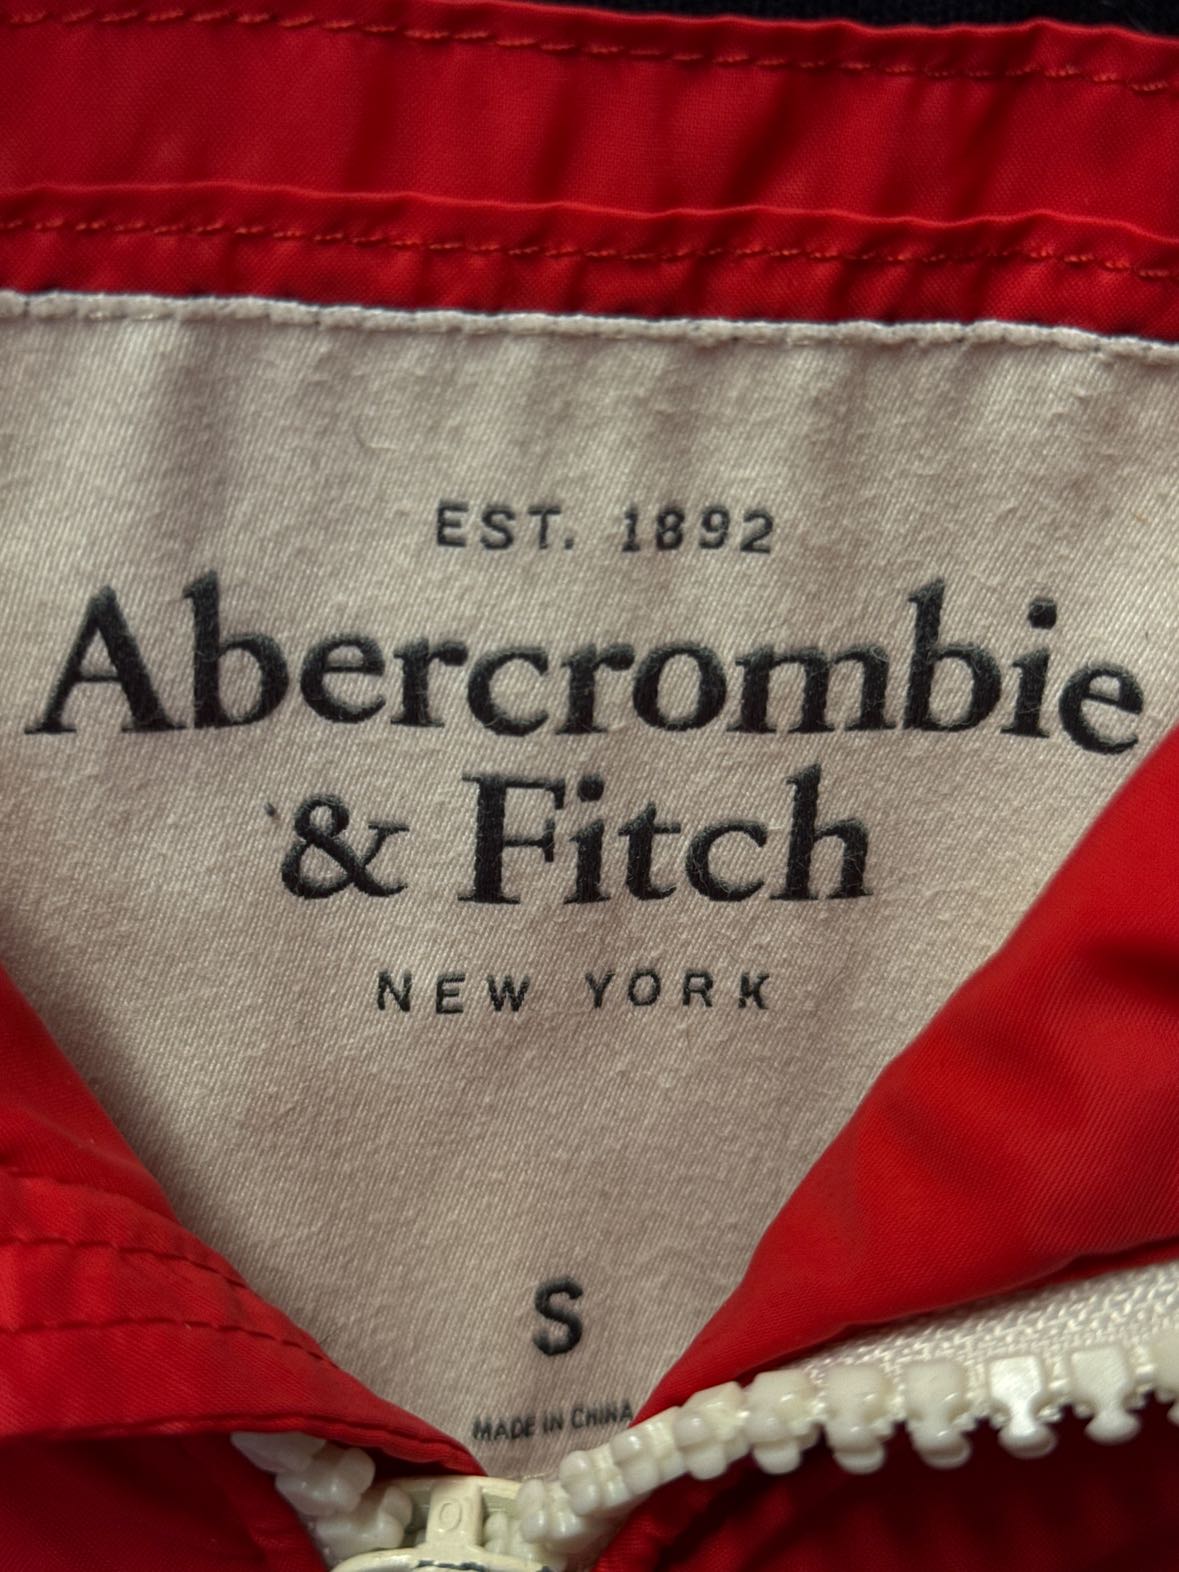 EST. 1892
Abercrombie
& Fitch
NEW YORK
S
MADE IN CHINA